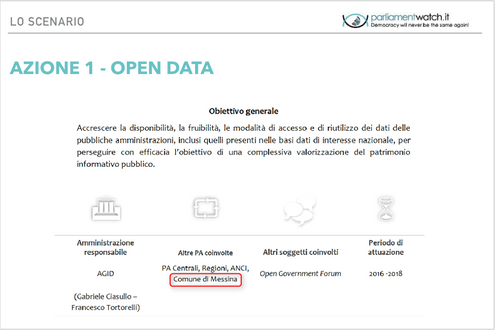 LO SCENARIO
parliamentwatch.it
Democracy will never be the same again!
AZIONE 1 - OPEN DATA
Obiettivo generale
Accrescere la disponibilità, la fruibilità, le modalità di accesso e di riutilizzo dei dati delle
pubbliche amministrazioni, inclusi quelli presenti nelle basi dati di interesse nazionale, per
perseguire con efficacia l'obiettivo di una complessiva valorizzazione del patrimonio
informativo pubblico.
Amministrazione
responsabile
Altre PA coinvolte
Altri soggetti coinvolti
Periodo di
attuazione
AGID
PA Centrali, Regioni, ANCI,
Comune di Messina
Open Government Forum
2016 -2018
(Gabriele Ciasullo –
Francesco Tortorelli)